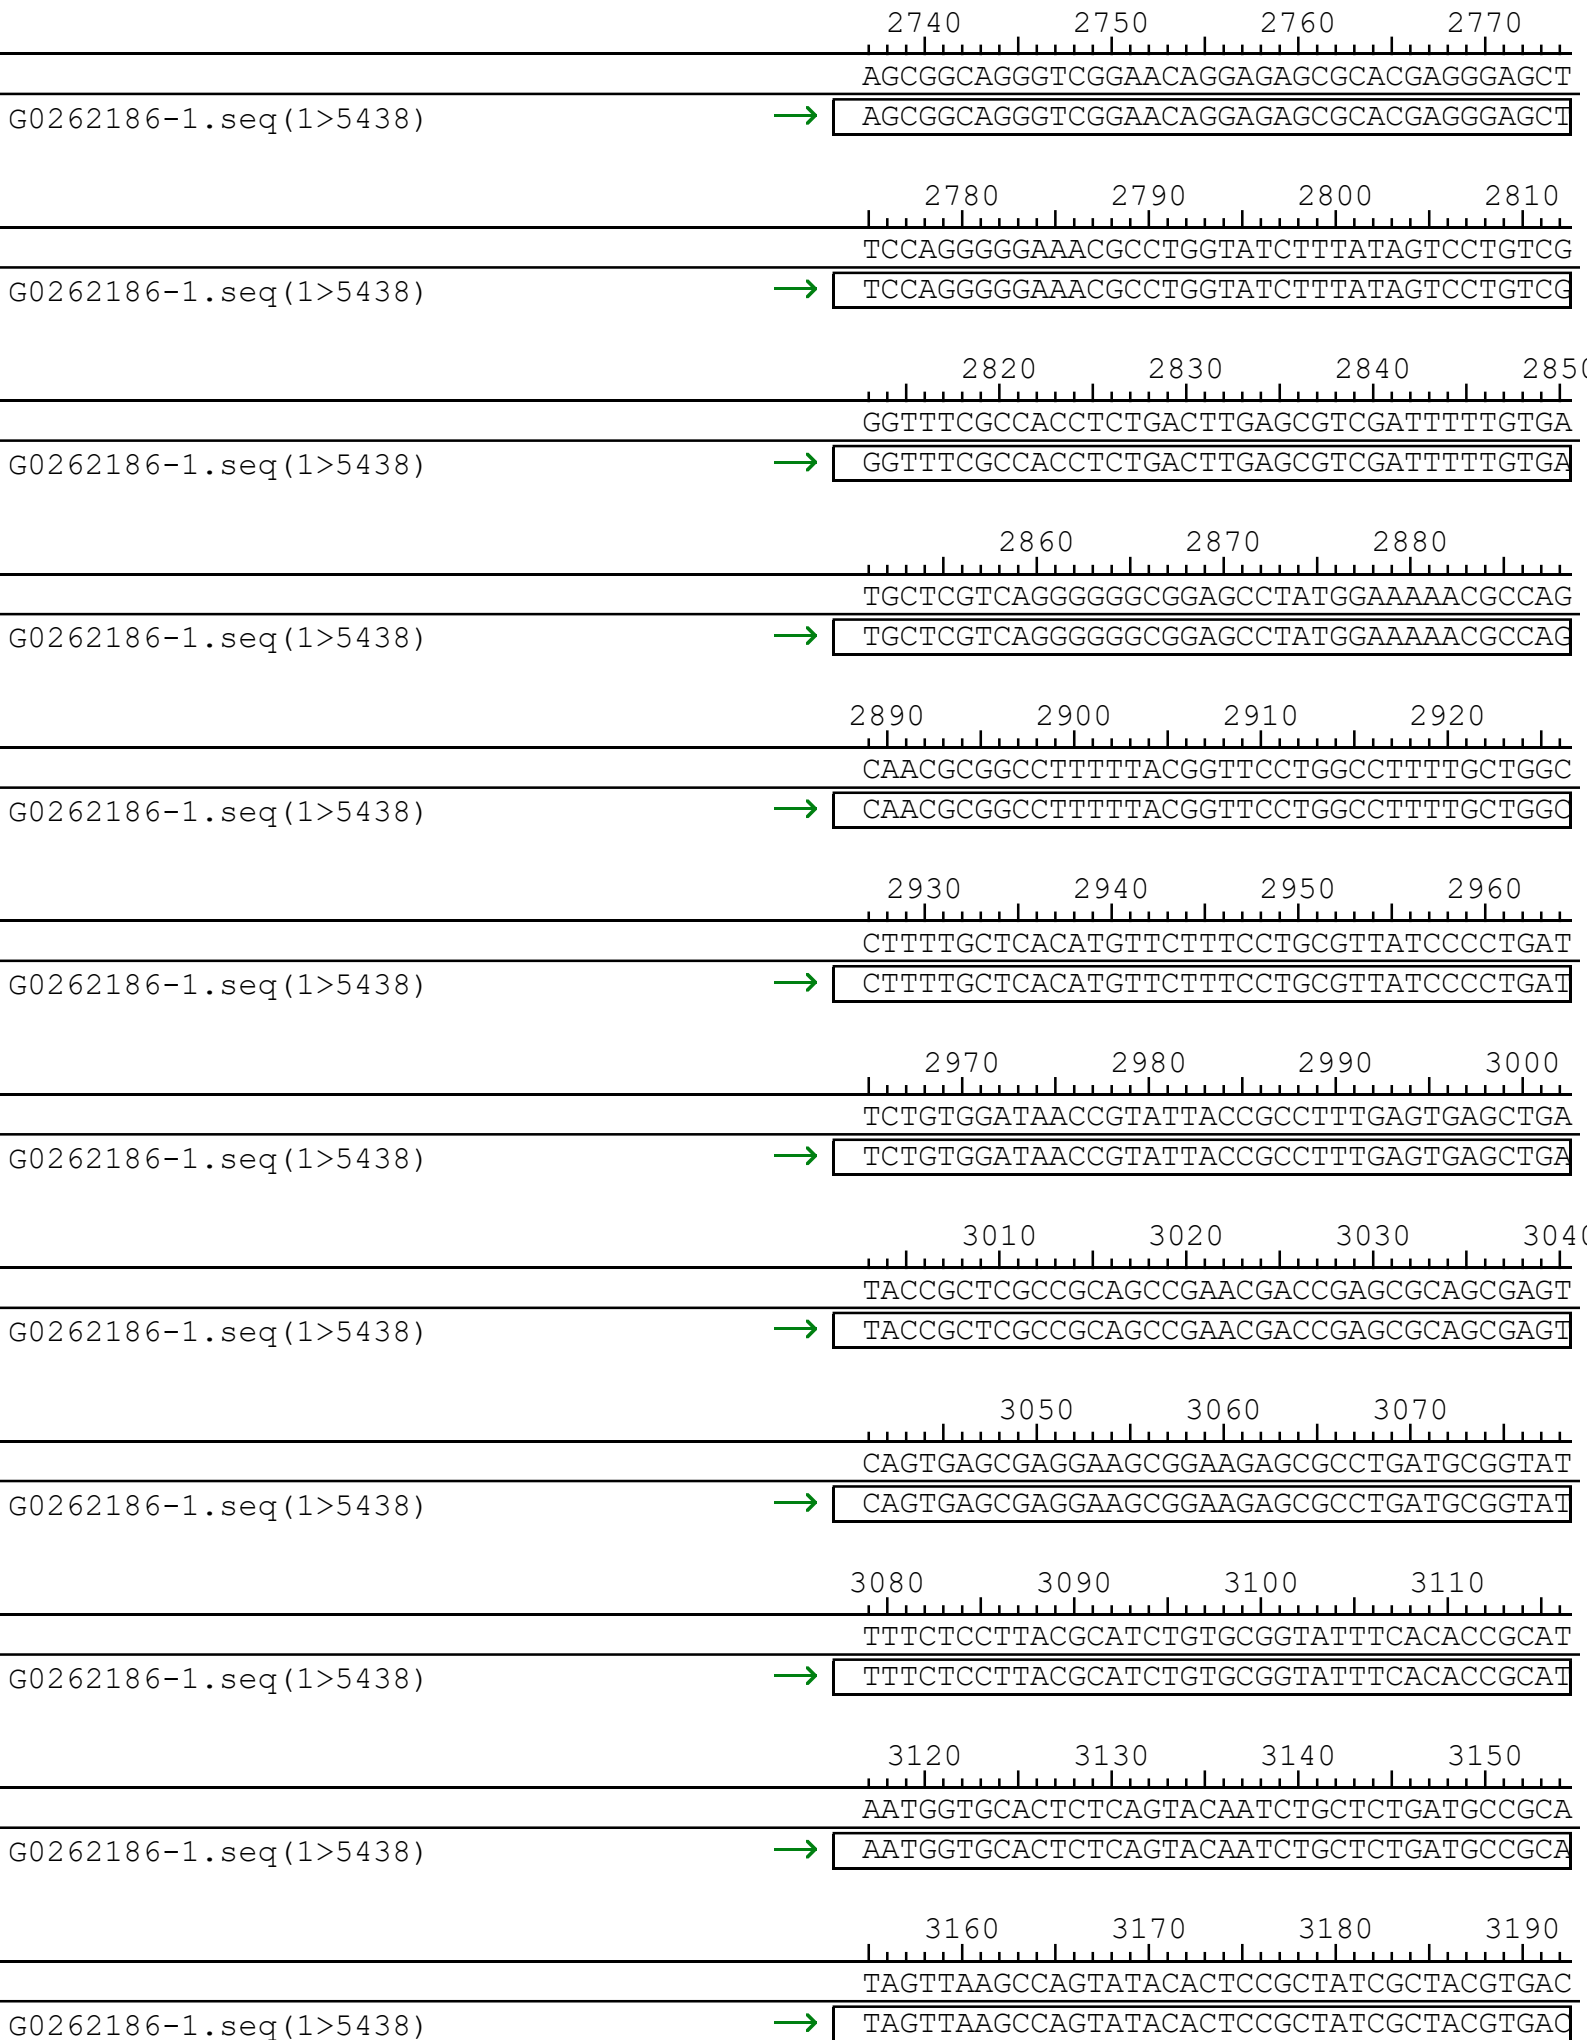 2740 2750 2760 2770
AGCGGCAGGGTCGGAACAGGAGAGCGCACGAGGGAGCT
G0262186-1.seq(1>5438) → AGCGGCAGGGTCGGAACAGGAGAGCGCACGAGGGAGCT
2780 2790 2800 2810
TCCAGGGGGAAACGCCTGGTATCTTTATAGTCCTGTCG
G0262186-1.seq(1>5438) → TCCAGGGGGAAACGCCTGGTATCTTTATAGTCCTGTCG
2820 2830 2840 2850
GGTTTCGCCACCTCTGACTTGAGCGTCGATTTTTGTGA
G0262186-1.seq(1>5438) → GGTTTCGCCACCTCTGACTTGAGCGTCGATTTTTGTGA
2860 2870 2880
TGCTCGTCAGGGGGGCGGAGCCTATGGAAAAACGCCAG
G0262186-1.seq(1>5438) → TGCTCGTCAGGGGGGCGGAGCCTATGGAAAAACGCCAG
2890 2900 2910 2920
CAACGCGGCCTTTTTACGGTTCCTGGCCTTTTGCTGGC
G0262186-1.seq(1>5438) → CAACGCGGCCTTTTTACGGTTCCTGGCCTTTTGCTGGC
2930 2940 2950 2960
CTTTTGCTCACATGTTCTTTCCTGCGTTATCCCCTGAT
G0262186-1.seq(1>5438) → CTTTTGCTCACATGTTCTTTCCTGCGTTATCCCCTGAT
2970 2980 2990 3000
TCTGTGGATAACCGTATTACCGCCTTTGAGTGAGCTGA
G0262186-1.seq(1>5438) → TCTGTGGATAACCGTATTACCGCCTTTGAGTGAGCTGA
3010 3020 3030 3040
TACCGCTCGCCGCAGCCGAACGACCGAGCGCAGCGAGT
G0262186-1.seq(1>5438) → TACCGCTCGCCGCAGCCGAACGACCGAGCGCAGCGAGT
3050 3060 3070
CAGTGAGCGAGGAAGCGGAAGAGCGCCTGATGCGGTAT
G0262186-1.seq(1>5438) → CAGTGAGCGAGGAAGCGGAAGAGCGCCTGATGCGGTAT
3080 3090 3100 3110
TTTCTCCTTACGCATCTGTGCGGTATTTCACACCGCAT
G0262186-1.seq(1>5438) → TTTCTCCTTACGCATCTGTGCGGTATTTCACACCGCAT
3120 3130 3140 3150
AATGGTGCACTCTCAGTACAATCTGCTCTGATGCCGCA
G0262186-1.seq(1>5438) → AATGGTGCACTCTCAGTACAATCTGCTCTGATGCCGCA
3160 3170 3180 3190
TAGTTAAGCCAGTATACACTCCGCTATCGCTACGTGAC
G0262186-1.seq(1>5438) → TAGTTAAGCCAGTATACACTCCGCTATCGCTACGTGAC